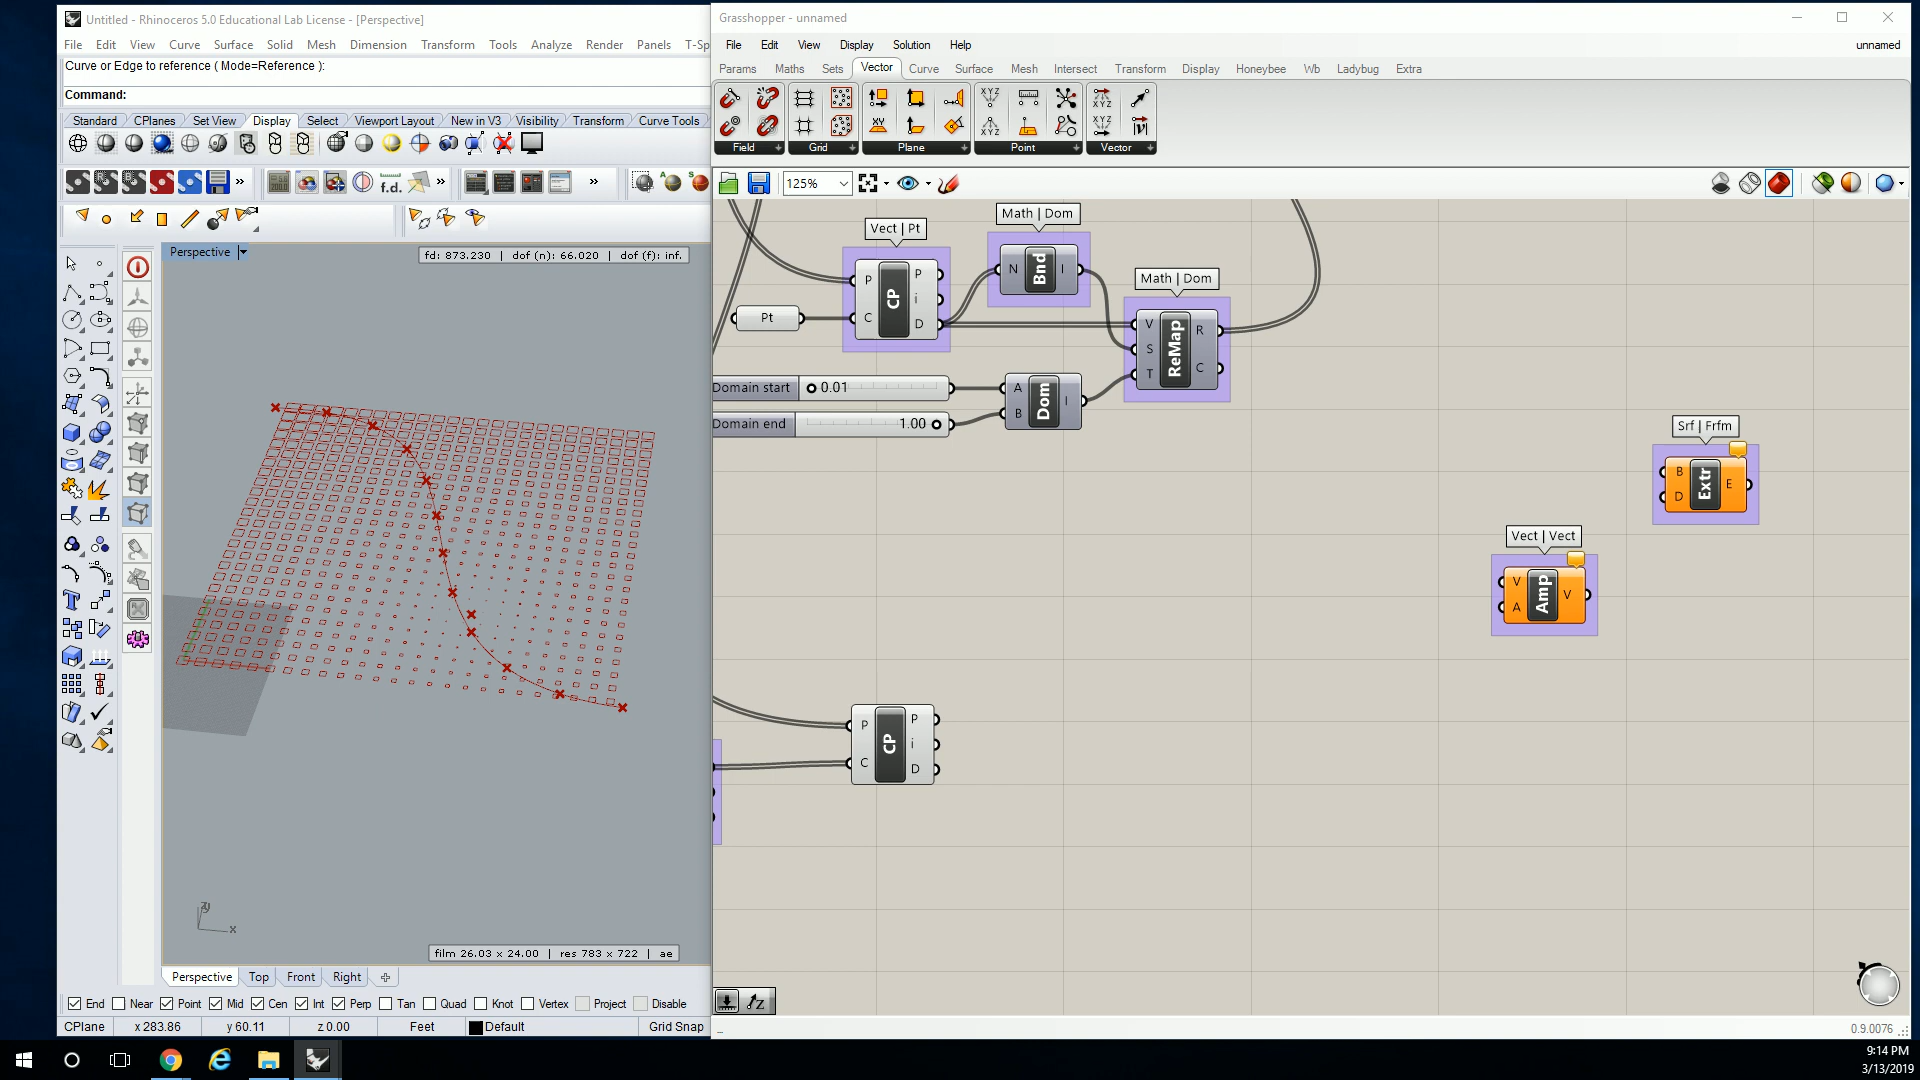 Untitled - Rhinoceros 5.0 Educational Lab License - [Perspective]
File Edit View Curve Surface Solid Mesh Dimension Transform Tools Analyze Render Panels T-Sp
Curve or Edge to reference ( Mode=Reference ):
Command:
Standard CPlanes Set View Display Select Viewport Layout New in V3 Visibility Transform Curve Tools
f.d.
Perspective
fd: 873.230 | dof (n): 66.020 | dof (f): inf.
x
film 26.03 x 24.00 | res 783 x 722 | ae
Perspective Top Front Right
End Near Point Mid Cen Int Perp Tan Quad Knot Vertex Project Disable
CPlane x 283.86 y 60.11 z 0.00 Feet Default Grid Snap
Grasshopper - unnamed
File Edit View Display Solution Help unnamed
Params Maths Sets Vector Curve Surface Mesh Intersect Transform Display Honeybee Wb Ladybug Extra
Field Grid Plane Point Vector
125%
Vect | Pt
P C CP P i D
Pt
Math | Dom
N Bnd I
Math | Dom
V S T ReMap R C
Domain start 0.01
Domain end 1.00
A B Dom I
Srf | Frfm
B D Extr E
Vect | Vect
V A Amp V
P C CP P i D
0.9.0076
9:14 PM
3/13/2019